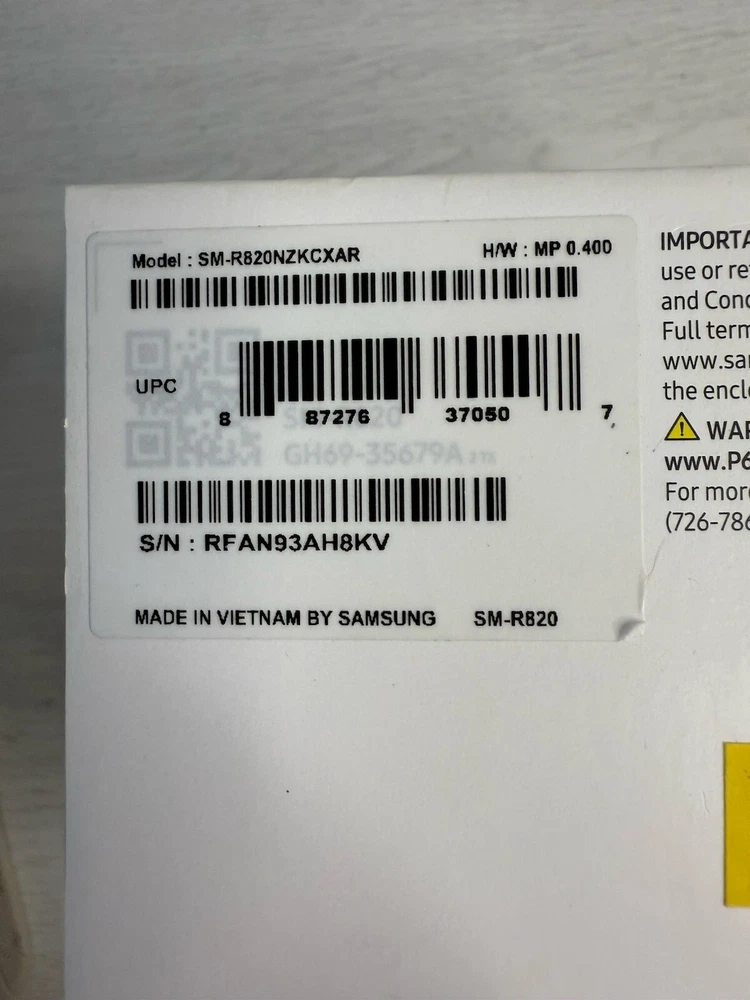 Model : SM-R820NZKCXAR
H/W : MP 0.400
UPC
8 87276 37050 7
GH69-35679A
S/N : RFAN93AH8KV
MADE IN VIETNAM BY SAMSUNG SM-R820
IMPORTA
use or re
and Conc
Full term
www.sa
the encl
WAR
www.P6
For more
(726-786